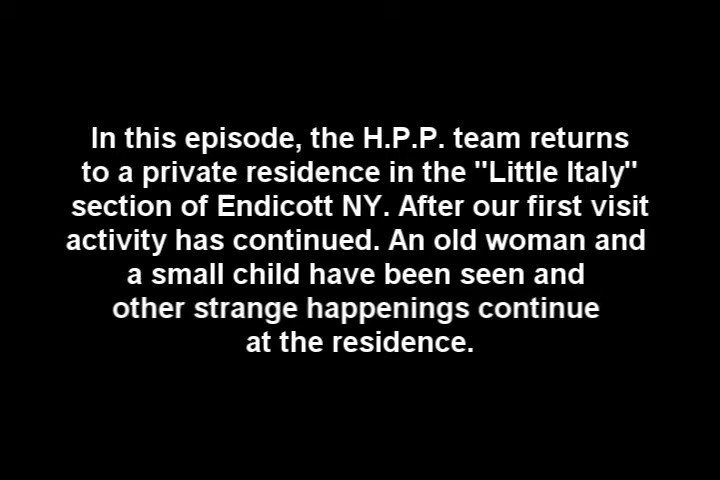 In this episode, the H.P.P. team returns
to a private residence in the "Little Italy"
section of Endicott NY. After our first visit
activity has continued. An old woman and
a small child have been seen and
other strange happenings continue
at the residence.